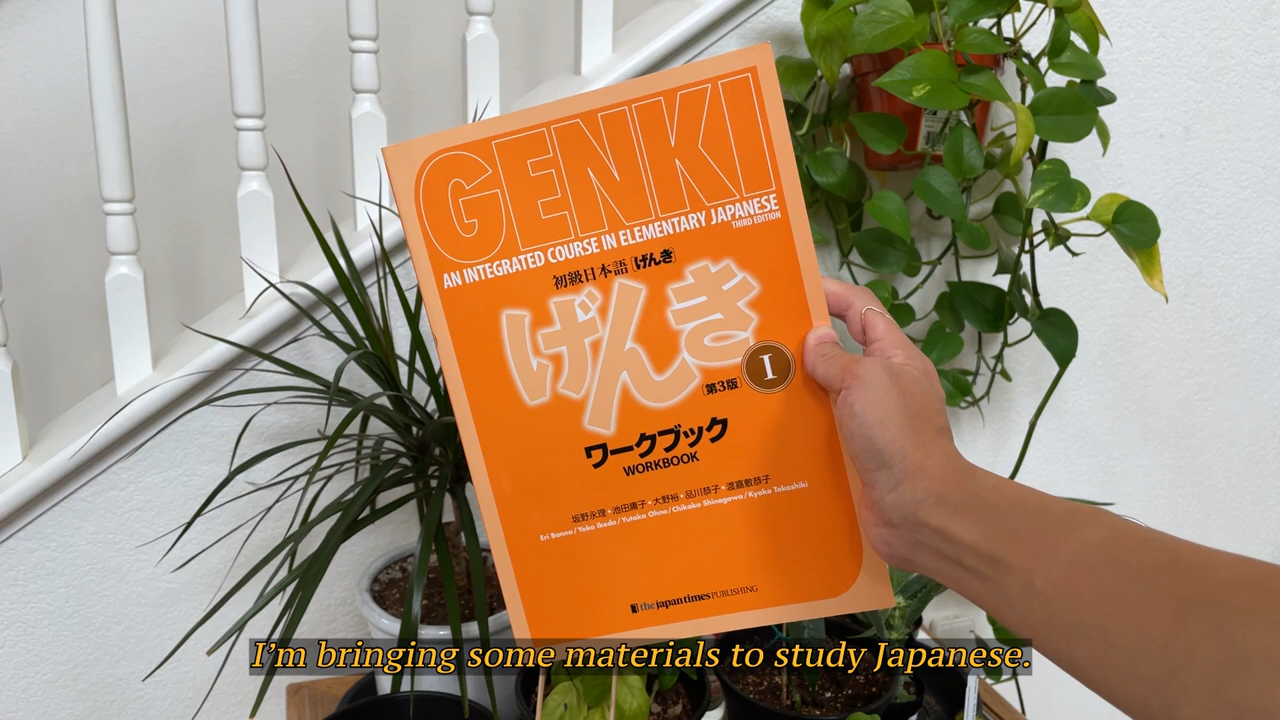 GENKI
AN INTEGRATED COURSE IN ELEMENTARY JAPANESE
THIRD EDITION
初級日本語[げんき]
げんき
I
[第3版]
ワークブック
WORKBOOK
坂野永理・池田庸子・大野裕・品川恭子・渡嘉敷恭子
Eri Banno/Yoko Ikeda/Yutaka Ohno/Chikako Shinagawa/Kyoko Tokashiki
the japan times PUBLISHING
I'm bringing some materials to study Japanese.